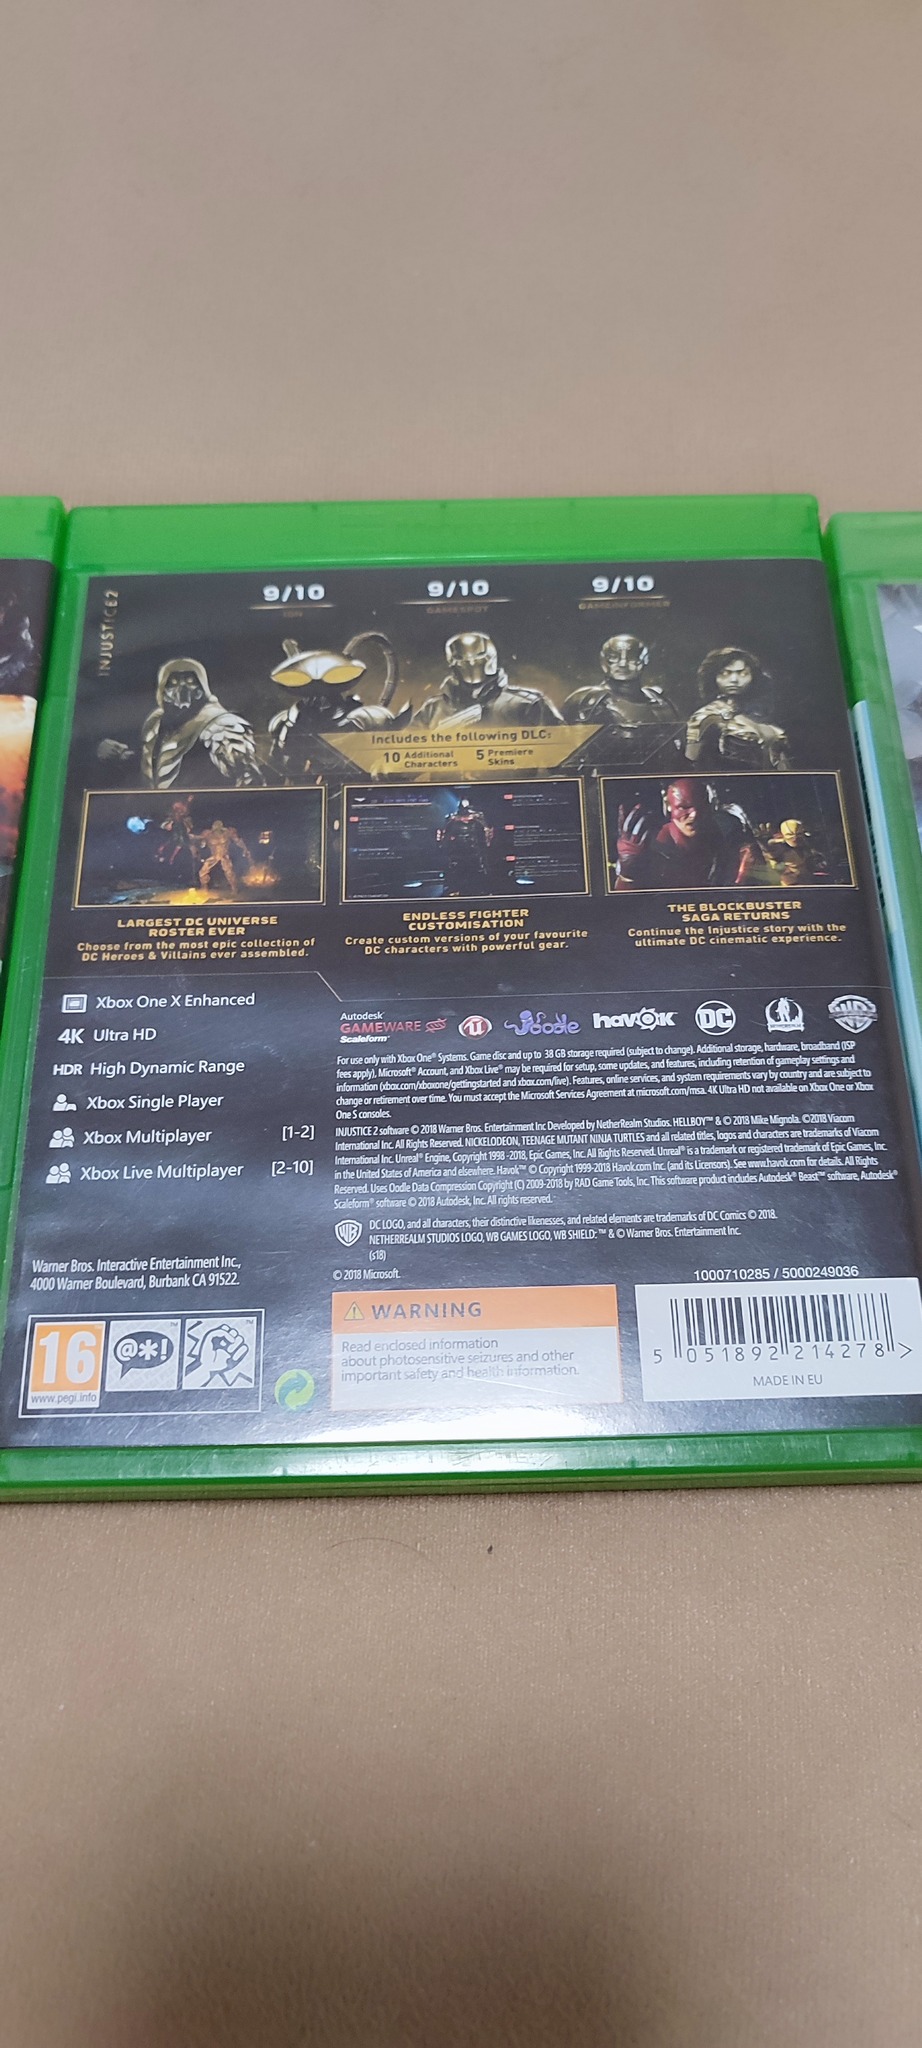 INJUSTICE 2
9/10
IGN
9/10
GAMESPOT
9/10
GAMEINFORMER
Includes the following DLC:
10 Additional Characters
5 Premiere Skins
LARGEST DC UNIVERSE
ROSTER EVER
Choose from the most epic collection of
DC Heroes & Villains ever assembled.
ENDLESS FIGHTER
CUSTOMISATION
Create custom versions of your favourite
DC characters with powerful gear.
THE BLOCKBUSTER
SAGA RETURNS
Continue the Injustice story with the
ultimate DC cinematic experience.
Xbox One X Enhanced
4K Ultra HD
HDR High Dynamic Range
Xbox Single Player
Xbox Multiplayer [1-2]
Xbox Live Multiplayer [2-10]
Autodesk®
GAMEWARE
Scaleform®
Oodle
havok
DC
WB
For use only with Xbox One® Systems. Game disc and up to 38 GB storage required (subject to change). Additional storage, hardware, broadband (ISP
fees apply), Microsoft® Account, and Xbox Live® may be required for setup, some updates, and features, including retention of gameplay settings and
information (xbox.com/xboxone/gettingstarted and xbox.com/live). Features, online services, and system requirements vary by country and are subject to
change or retirement over time. You must accept the Microsoft Services Agreement at microsoft.com/msa. 4K Ultra HD not available on Xbox One or Xbox
One S consoles.
INJUSTICE 2 software © 2018 Warner Bros. Entertainment Inc Developed by NetherRealm Studios. HELLBOY™ & © 2018 Mike Mignola. ©2018 Viacom
International Inc. All Rights Reserved. NICKELODEON, TEENAGE MUTANT NINJA TURTLES and all related titles, logos and characters are trademarks of Viacom
International Inc. Unreal® Engine, Copyright 1998-2018, Epic Games, Inc. All Rights Reserved. Unreal® is a trademark or registered trademark of Epic Games, Inc.
in the United States of America and elsewhere. Havok™ © Copyright 1999-2018 Havok.com Inc. (and its Licensors). See www.havok.com for details. All Rights
Reserved. Uses Oodle Data Compression Copyright (C) 2009-2018 by RAD Game Tools, Inc. This software product includes Autodesk® Beast™ software, Autodesk®
Scaleform® software © 2018 Autodesk, Inc. All rights reserved.
WB
DC LOGO, and all characters, their distinctive likenesses, and related elements are trademarks of DC Comics © 2018.
NETHERREALM STUDIOS LOGO, WB GAMES LOGO, WB SHIELD: ™ & © Warner Bros. Entertainment Inc.
(s18)
© 2018 Microsoft.
Warner Bros. Interactive Entertainment Inc.,
4000 Warner Boulevard, Burbank CA 91522.
16
www.pegi.info
@*!
WARNING
Read enclosed information
about photosensitive seizures and other
important safety and health information.
1000710285 / 5000249036
5 051892 214278 >
MADE IN EU